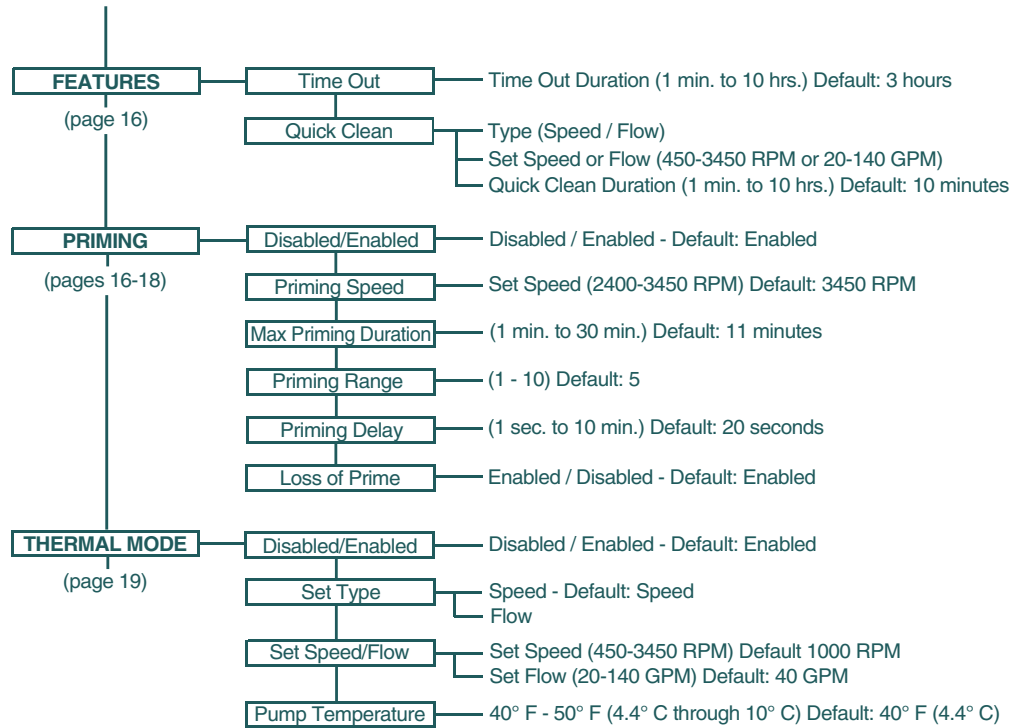 FEATURES
(page 16)
Time Out
Time Out Duration (1 min. to 10 hrs.) Default: 3 hours
Quick Clean
Type (Speed / Flow)
Set Speed or Flow (450-3450 RPM or 20-140 GPM)
Quick Clean Duration (1 min. to 10 hrs.) Default: 10 minutes
PRIMING
(pages 16-18)
Disabled/Enabled
Disabled / Enabled - Default: Enabled
Priming Speed
Set Speed (2400-3450 RPM) Default: 3450 RPM
Max Priming Duration
(1 min. to 30 min.) Default: 11 minutes
Priming Range
(1 - 10) Default: 5
Priming Delay
(1 sec. to 10 min.) Default: 20 seconds
Loss of Prime
Enabled / Disabled - Default: Enabled
THERMAL MODE
(page 19)
Disabled/Enabled
Disabled / Enabled - Default: Enabled
Set Type
Speed - Default: Speed
Flow
Set Speed/Flow
Set Speed (450-3450 RPM) Default 1000 RPM
Set Flow (20-140 GPM) Default: 40 GPM
Pump Temperature
40° F - 50° F (4.4° C through 10° C) Default: 40° F (4.4° C)